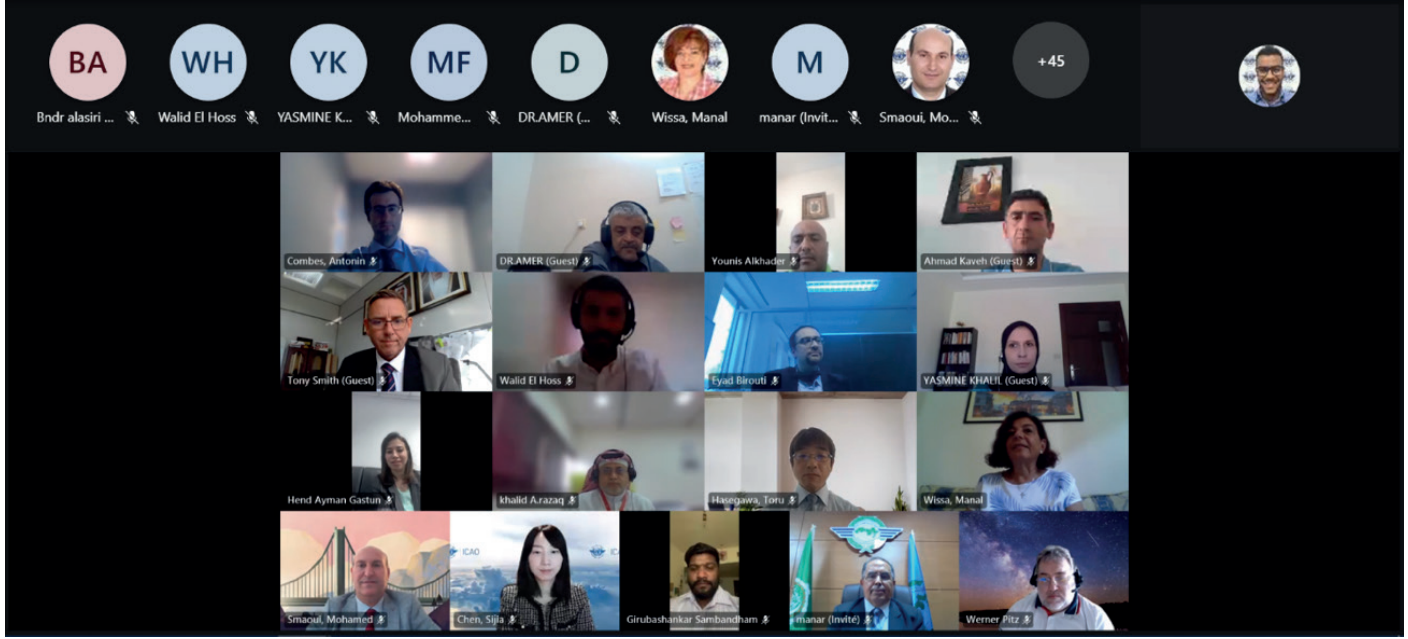 BA
WH
YK
MF
D
M
+45
Bndr alasiri ...
Walid El Hoss
YASMINE K...
Mohamme...
DR.AMER (...
Wissa, Manal
manar (Invit...
Smaoui, Mo...
Combes, Antonin
DR.AMER (Guest)
Younis Alkhader
Ahmad Kaveh (Guest)
Tony Smith (Guest)
Walid El Hoss
Eyad Birouti
YASMINE KHALIL (Guest)
Hend Ayman Gastun
khalid A.razaq
Hasegawa, Toru
Wissa, Manal
ICAO
Smaoui, Mohamed
Chen, Sijia
Girubashankar Sambandham
manar (Invité)
Werner Pitz